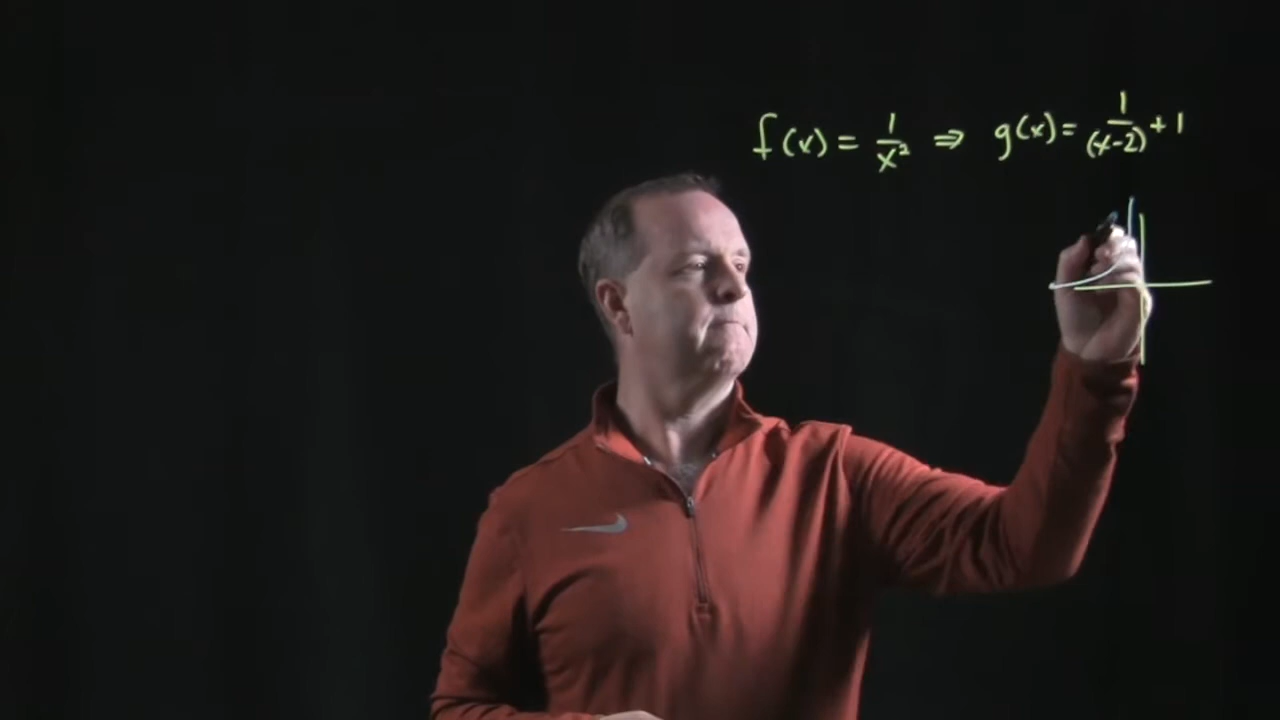 f(x) = 1/x² ⇒ g(x) = 1/(x-2) + 1